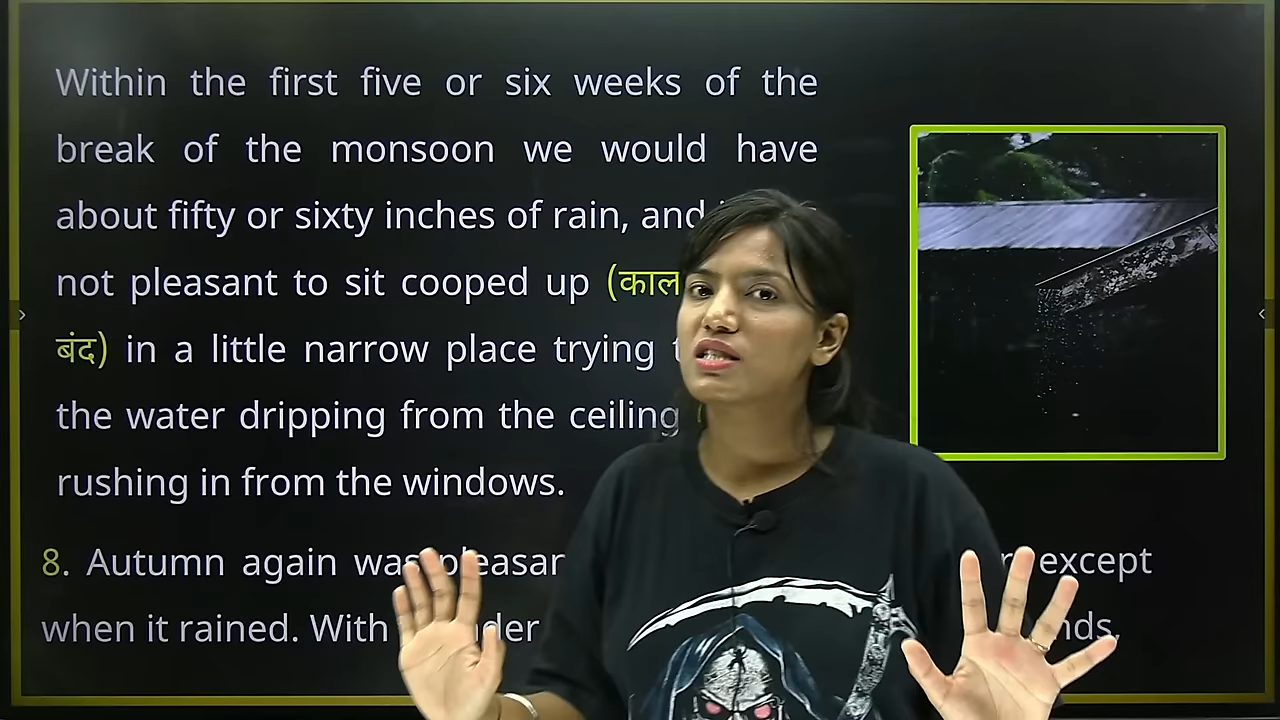 Within the first five or six weeks of the
break of the monsoon we would have
about fifty or sixty inches of rain, and
not pleasant to sit cooped up (काल
बंद) in a little narrow place trying
the water dripping from the ceiling
rushing in from the windows.
8. Autumn again was except
when it rained. With